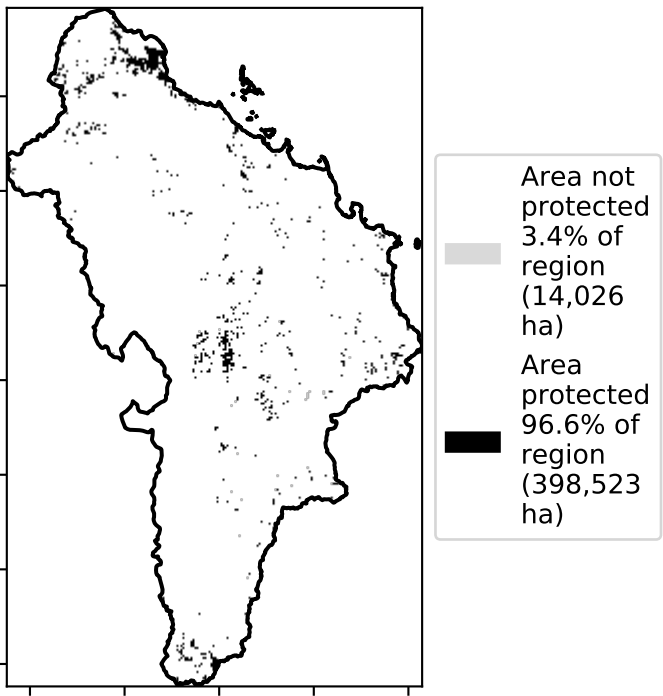 Area not
protected
3.4% of
region
(14,026
ha)
Area
protected
96.6% of
region
(398,523
ha)